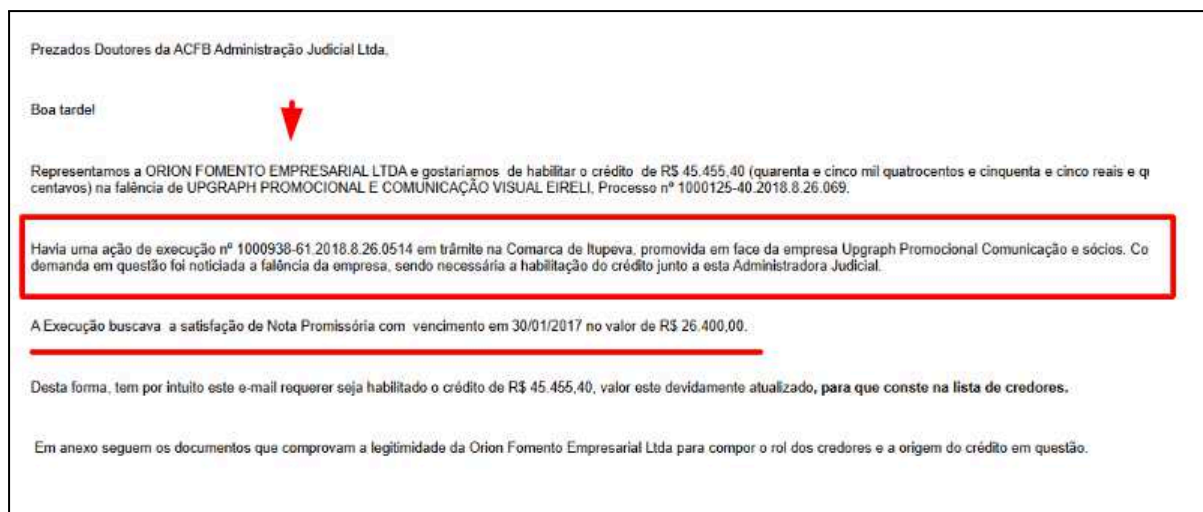 Prezados Doutores da ACFB Administração Judicial Ltda,
Boa tarde!
Representamos a ORION FOMENTO EMPRESARIAL LTDA e gostaríamos de habilitar o crédito de R$ 45.455,40 (quarenta e cinco mil quatrocentos e cinquenta e cinco reais e
centavos) na falência de UPGRAPH PROMOCIONAL E COMUNICAÇÃO VISUAL EIRELI, Processo nº 1000125-40.2018.8.26.069.
Havia uma ação de execução nº 1000938-61.2018.8.26.0514 em trâmite na Comarca de Itupeva, promovida em face da empresa Upgraph Promocional Comunicação e sócios. Co
demanda em questão foi noticiada a falência da empresa, sendo necessária a habilitação do crédito junto a esta Administradora Judicial.
A Execução buscava a satisfação de Nota Promissória com vencimento em 30/01/2017 no valor de R$ 26.400,00.
Desta forma, tem por intuito este e-mail requerer seja habilitado o crédito de R$ 45.455,40, valor este devidamente atualizado, para que conste na lista de credores.
Em anexo seguem os documentos que comprovam a legitimidade da Orion Fomento Empresarial Ltda para compor o rol dos credores e a origem do crédito em questão.